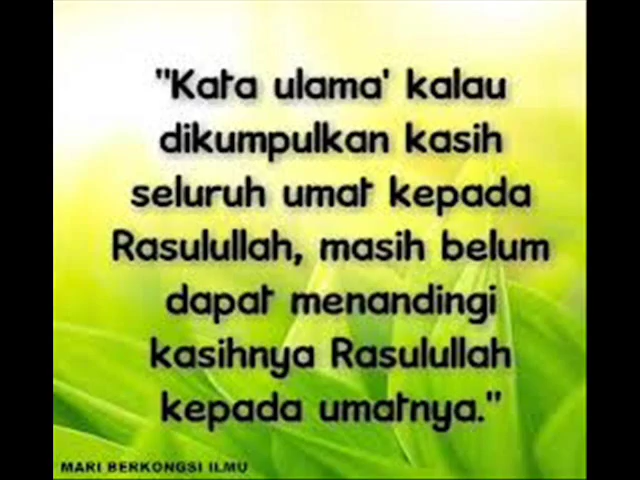 "Kata ulama' kalau
dikumpulkan kasih
seluruh umat kepada
Rasulullah, masih belum
dapat menandingi
kasihnya Rasulullah
kepada umatnya."
MARI BERKONGSI ILMU